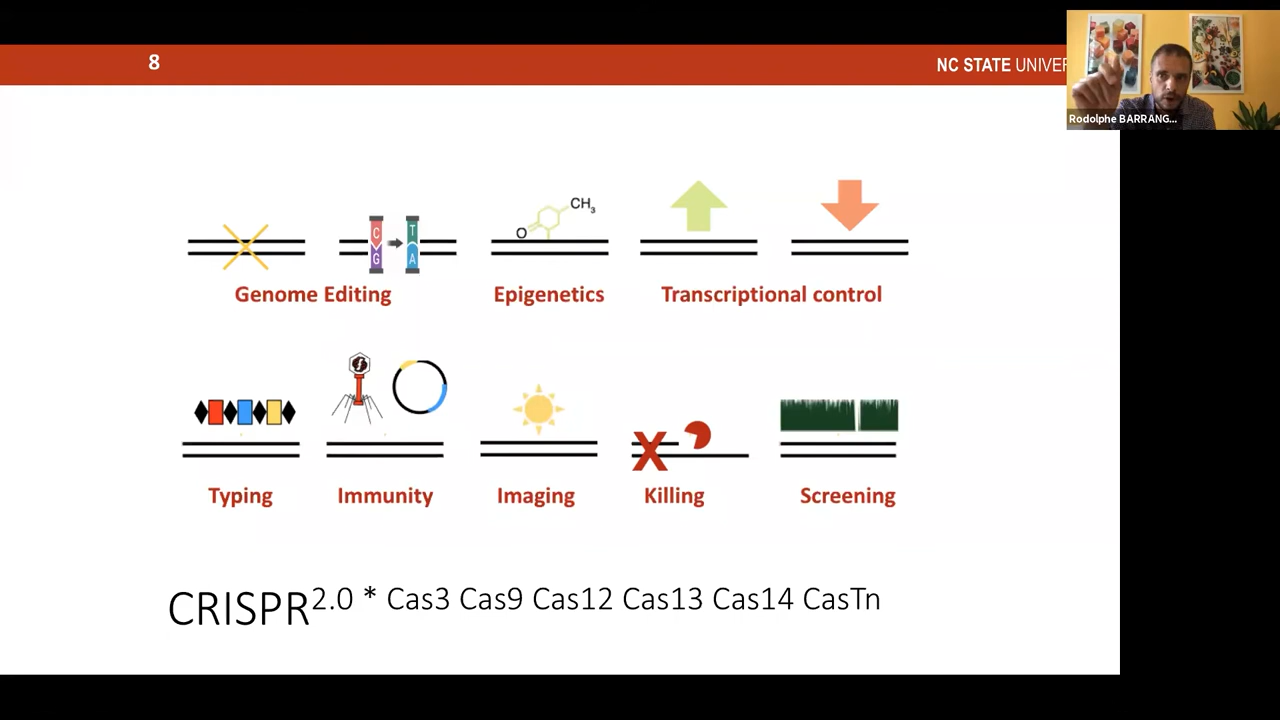 8
NC STATE UNIVER
Rodolphe BARRANG...
C T
G A
O CH3
Genome Editing Epigenetics Transcriptional control
Typing Immunity Imaging Killing Screening
CRISPR2.0 * Cas3 Cas9 Cas12 Cas13 Cas14 CasTn